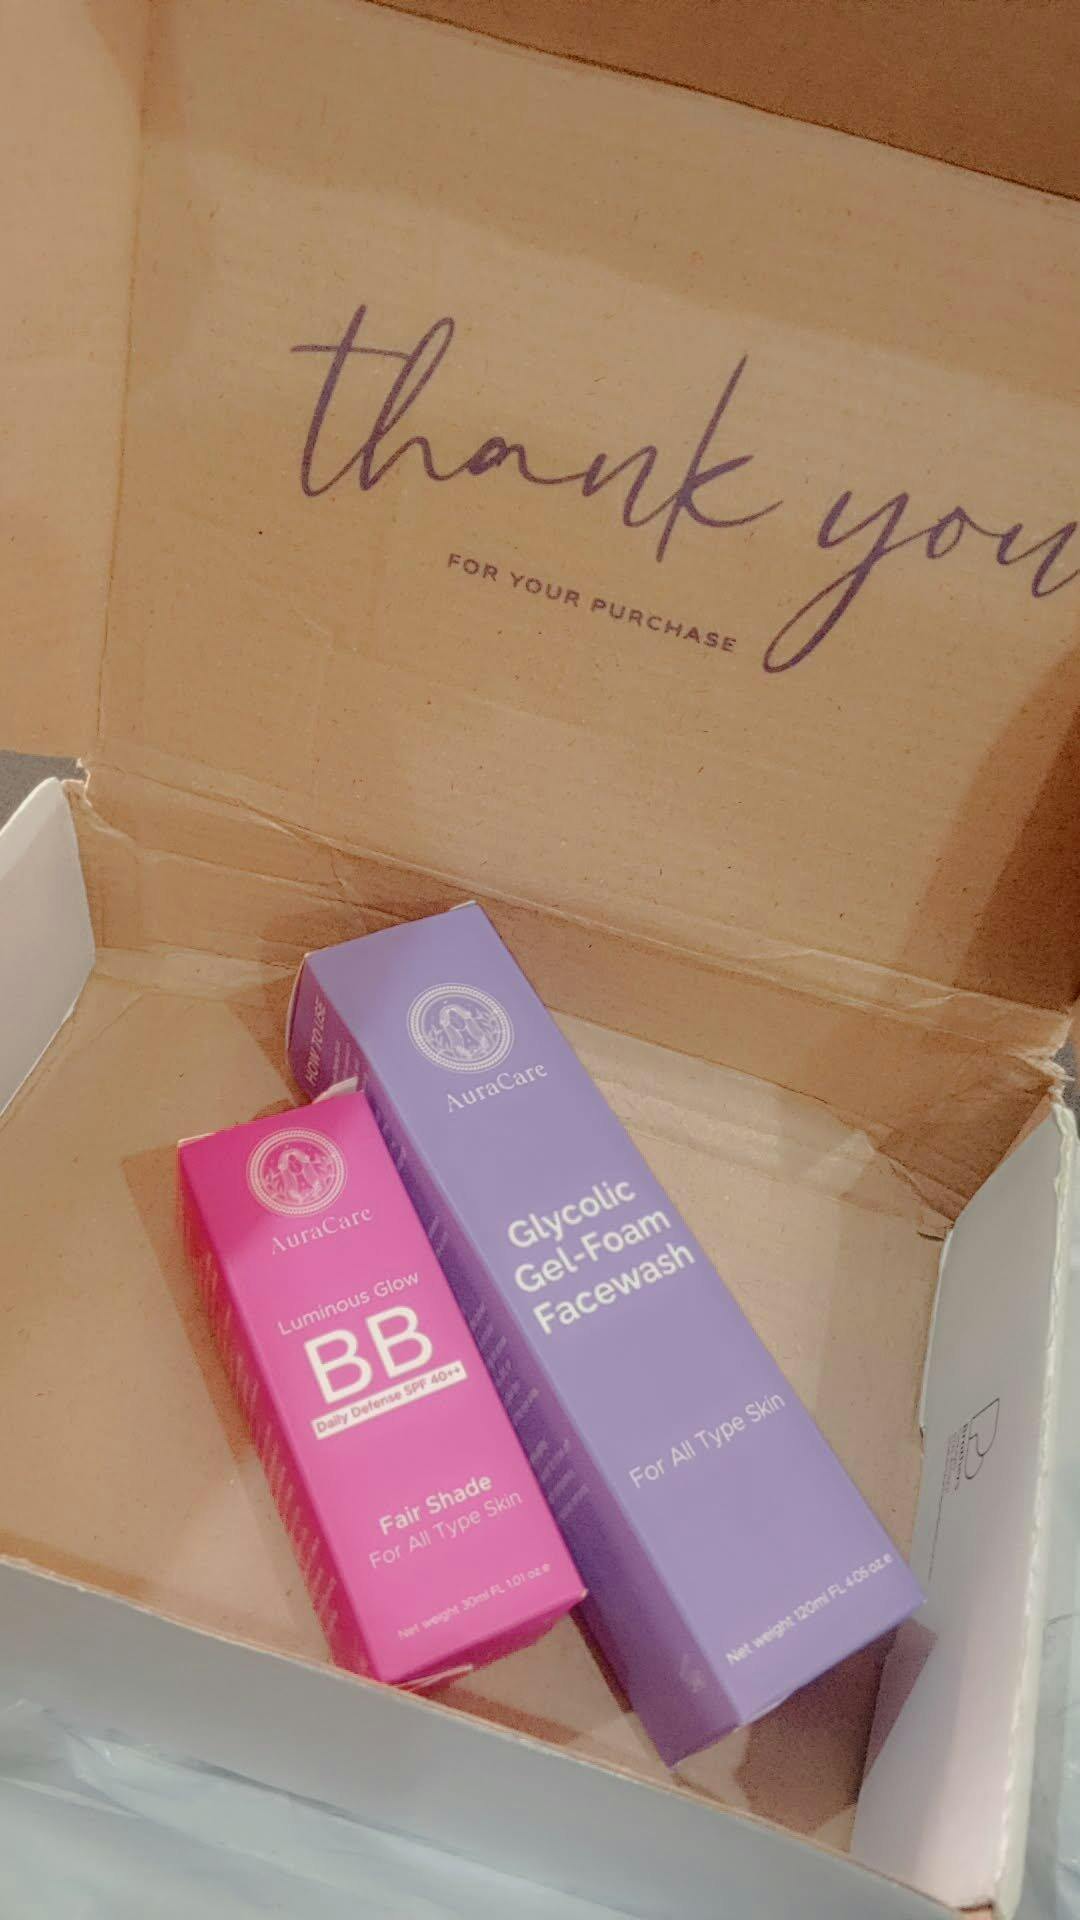 thank you
FOR YOUR PURCHASE
AuraCare
Glycolic
Gel-Foam
Facewash
For All Type Skin
Net weight 120ml FL 4.06 oz.e
HOW TO USE
AuraCare
Luminous Glow
BB
Daily Defense SPF 40++
Fair Shade
For All Type Skin
Net weight 30ml FL 1.01 oz.e
Brothers